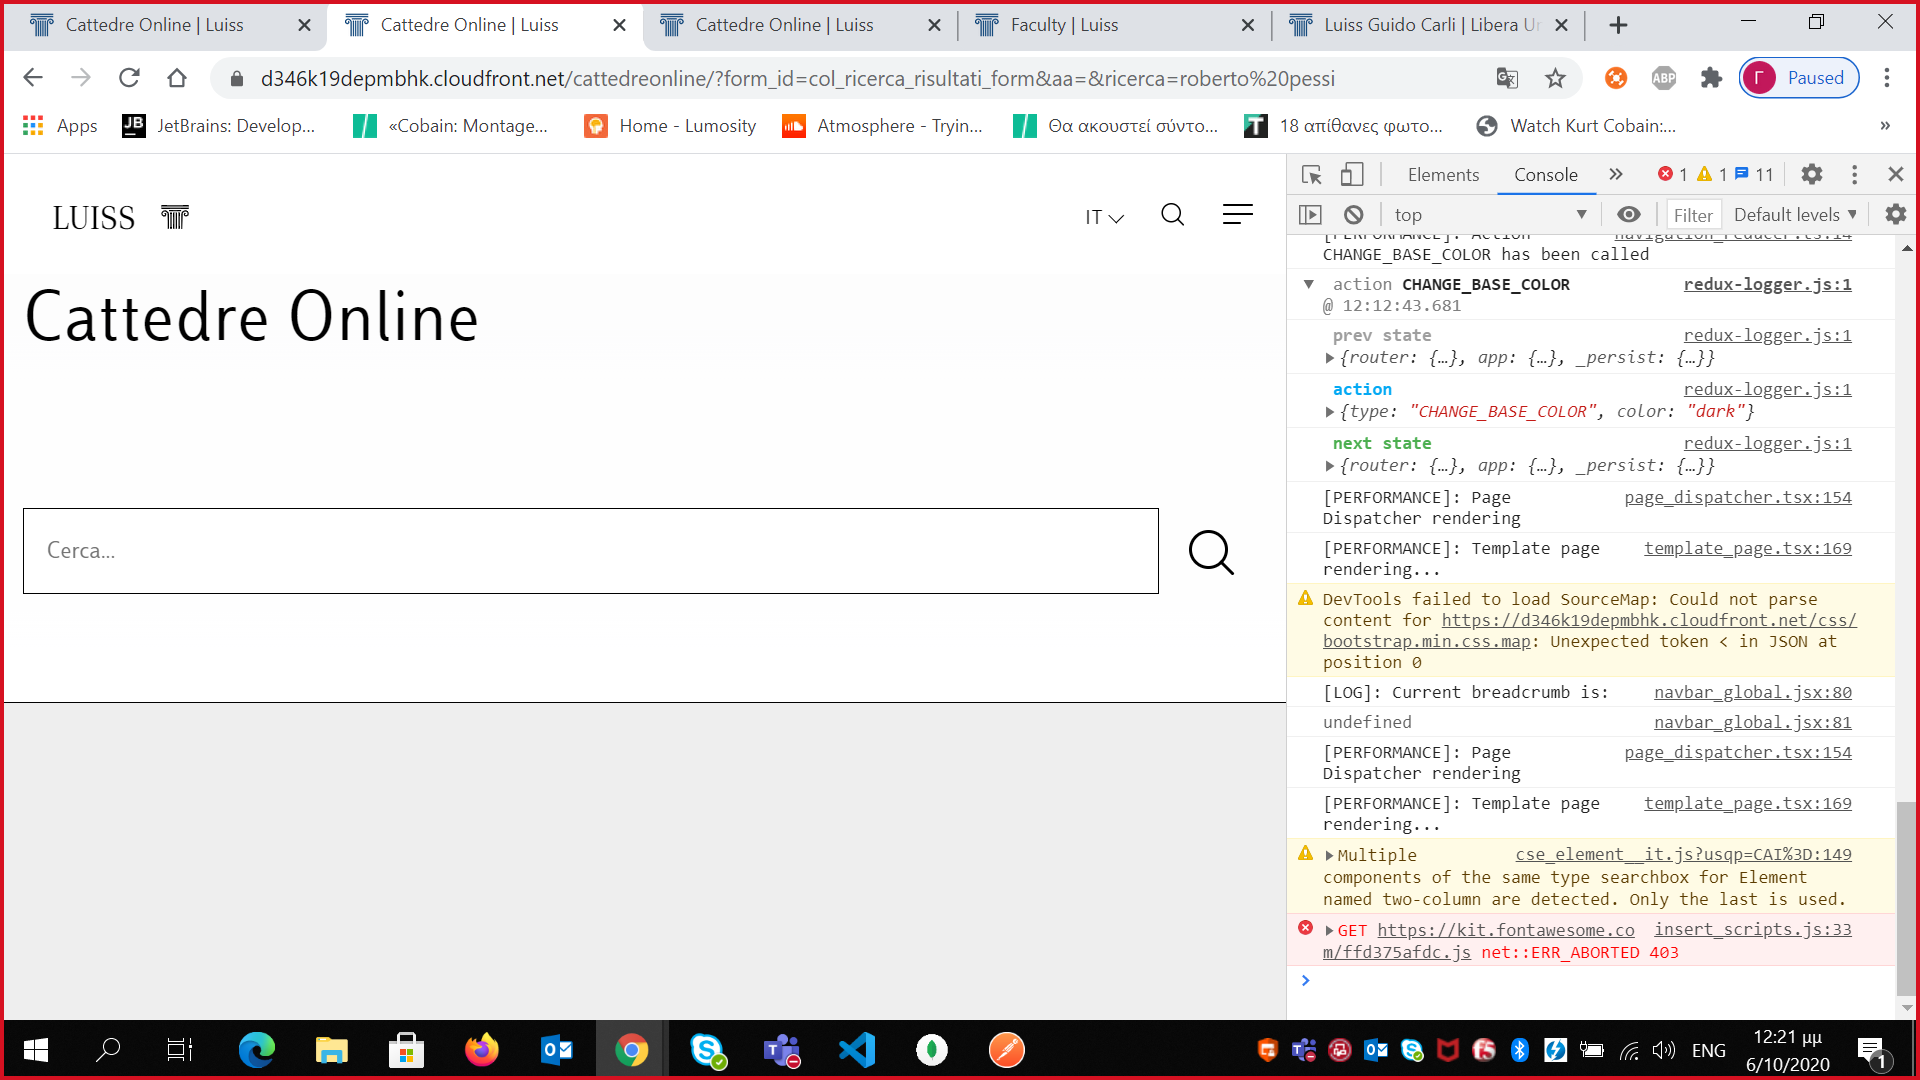 Cattedre Online | Luiss
Cattedre Online | Luiss
Cattedre Online | Luiss
Faculty | Luiss
Luiss Guido Carli | Libera Un
d346k19depmbhk.cloudfront.net/cattedreonline/?form_id=col_ricerca_risultati_form&aa=&ricerca=roberto%20pessi
ABP
Γ Paused
Apps
JB JetBrains: Develop...
«Cobain: Montage...
Home - Lumosity
Atmosphere - Tryin...
Θα ακουστεί σύντο...
T 18 απίθανες φωτο...
Watch Kurt Cobain:...
»
LUISS
IT
Cattedre Online
Cerca...
Elements Console » 1 1 11
top Filter Default levels
[PERFORMANCE]: Action navigation_reducer.ts:14
CHANGE_BASE_COLOR has been called
action CHANGE_BASE_COLOR redux-logger.js:1
@ 12:12:43.681
prev state redux-logger.js:1
{router: {…}, app: {…}, _persist: {…}}
action redux-logger.js:1
{type: "CHANGE_BASE_COLOR", color: "dark"}
next state redux-logger.js:1
{router: {…}, app: {…}, _persist: {…}}
[PERFORMANCE]: Page page_dispatcher.tsx:154
Dispatcher rendering
[PERFORMANCE]: Template page template_page.tsx:169
rendering...
DevTools failed to load SourceMap: Could not parse
content for https://d346k19depmbhk.cloudfront.net/css/
bootstrap.min.css.map: Unexpected token < in JSON at
position 0
[LOG]: Current breadcrumb is: navbar_global.jsx:80
undefined navbar_global.jsx:81
[PERFORMANCE]: Page page_dispatcher.tsx:154
Dispatcher rendering
[PERFORMANCE]: Template page template_page.tsx:169
rendering...
Multiple cse_element__it.js?usqp=CAI%3D:149
components of the same type searchbox for Element
named two-column are detected. Only the last is used.
GET https://kit.fontawesome.co insert_scripts.js:33
m/ffd375afdc.js net::ERR_ABORTED 403
ENG
12:21 μμ
6/10/2020
1